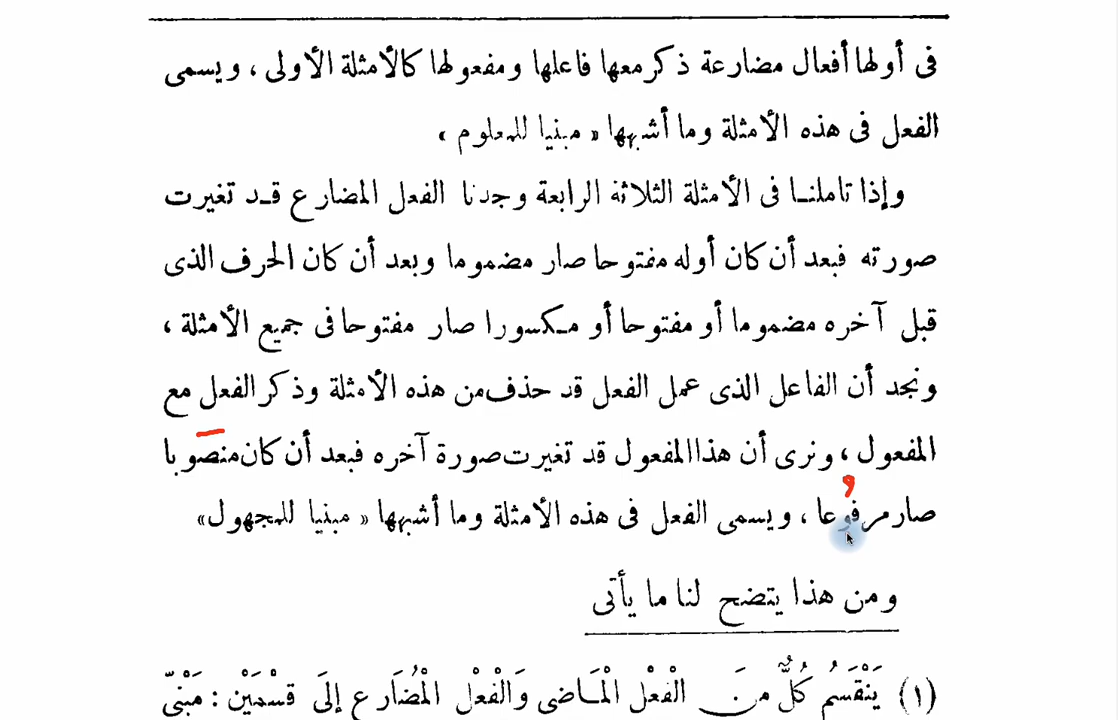 فى أولها أفعال مضارعة ذكر معها فاعلها ومفعولها كالأمثلة الأولى ، ويسمى
الفعل فى هذه الأمثلة وما أشبهها « مبنيا للمعلوم »
وإذا تاملنـا فى الأمثلة الثلاثة الرابعة وجدنا الفعل المضارع قـد تغيرت
صورته فبعد أن كان أوله مفتوحا صار مضموما وبعد أن كان الحرف الذى
قبل آخره مضموما أو مفتوحا أو مـكسورا صار مفتوحا فى جميع الأمثلة ،
ونجد أن الفاعل الذى عمل الفعل قد حذف من هذه الأمثلة وذكر الفعل مع
المفعول ، ونرى أن هذا المفعول قد تغيرت صورة آخره فبعد أن كان منصوبا
صار مرفوعا ، ويسمى الفعل فى هذه الأمثلة وما أشبهها « مبنيا للمجهول»
ومن هذا يتضح لنا ما يأتى
(١) يَنْقَسِمُ كُلٌّ مِنَ الْفِعْلِ الْمَـاضِى وَالْفِعْلِ الْمُضَارِعِ إِلَى قِسْمَيْنِ : مَبْنِىّ